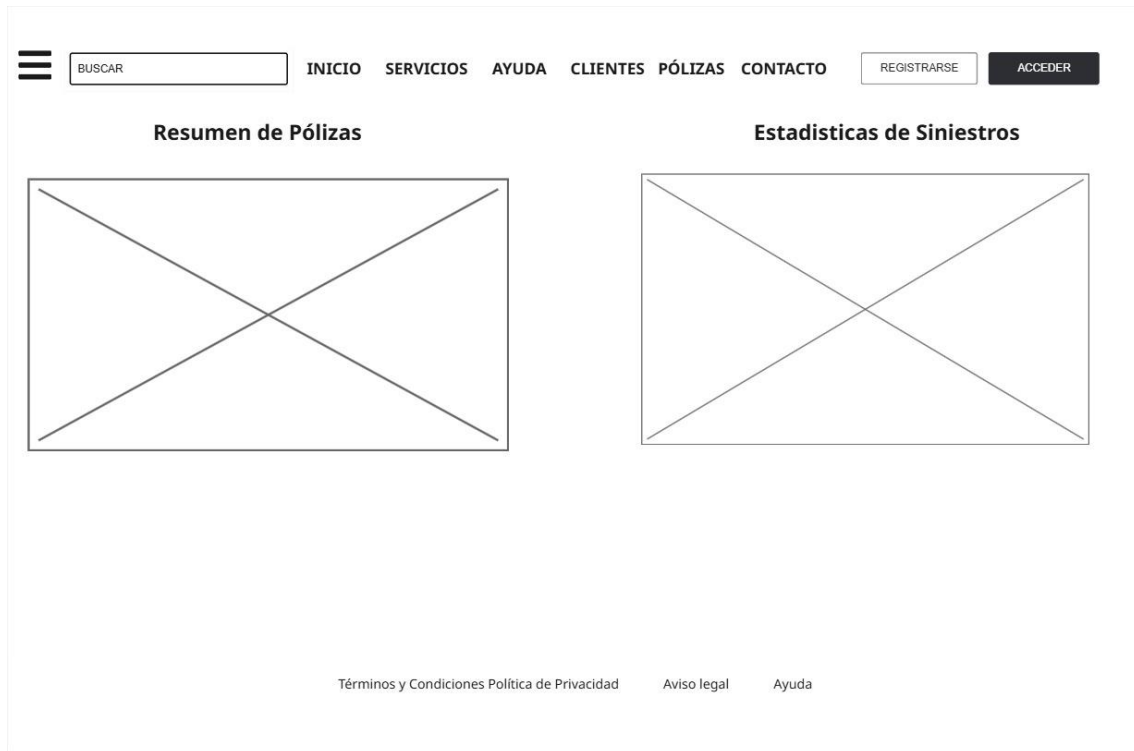 BUSCAR INICIO SERVICIOS AYUDA CLIENTES PÓLIZAS CONTACTO REGISTRARSE ACCEDER
Resumen de Pólizas Estadisticas de Siniestros
Términos y Condiciones Política de Privacidad Aviso legal Ayuda